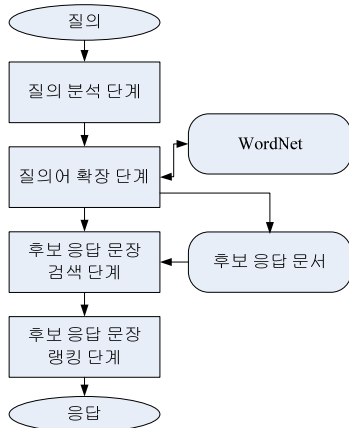 질의
질의 분석 단계
WordNet
질의어 확장 단계
후보 응답 문장
검색 단계
후보 응답 문서
후보 응답 문장
랭킹 단계
응답